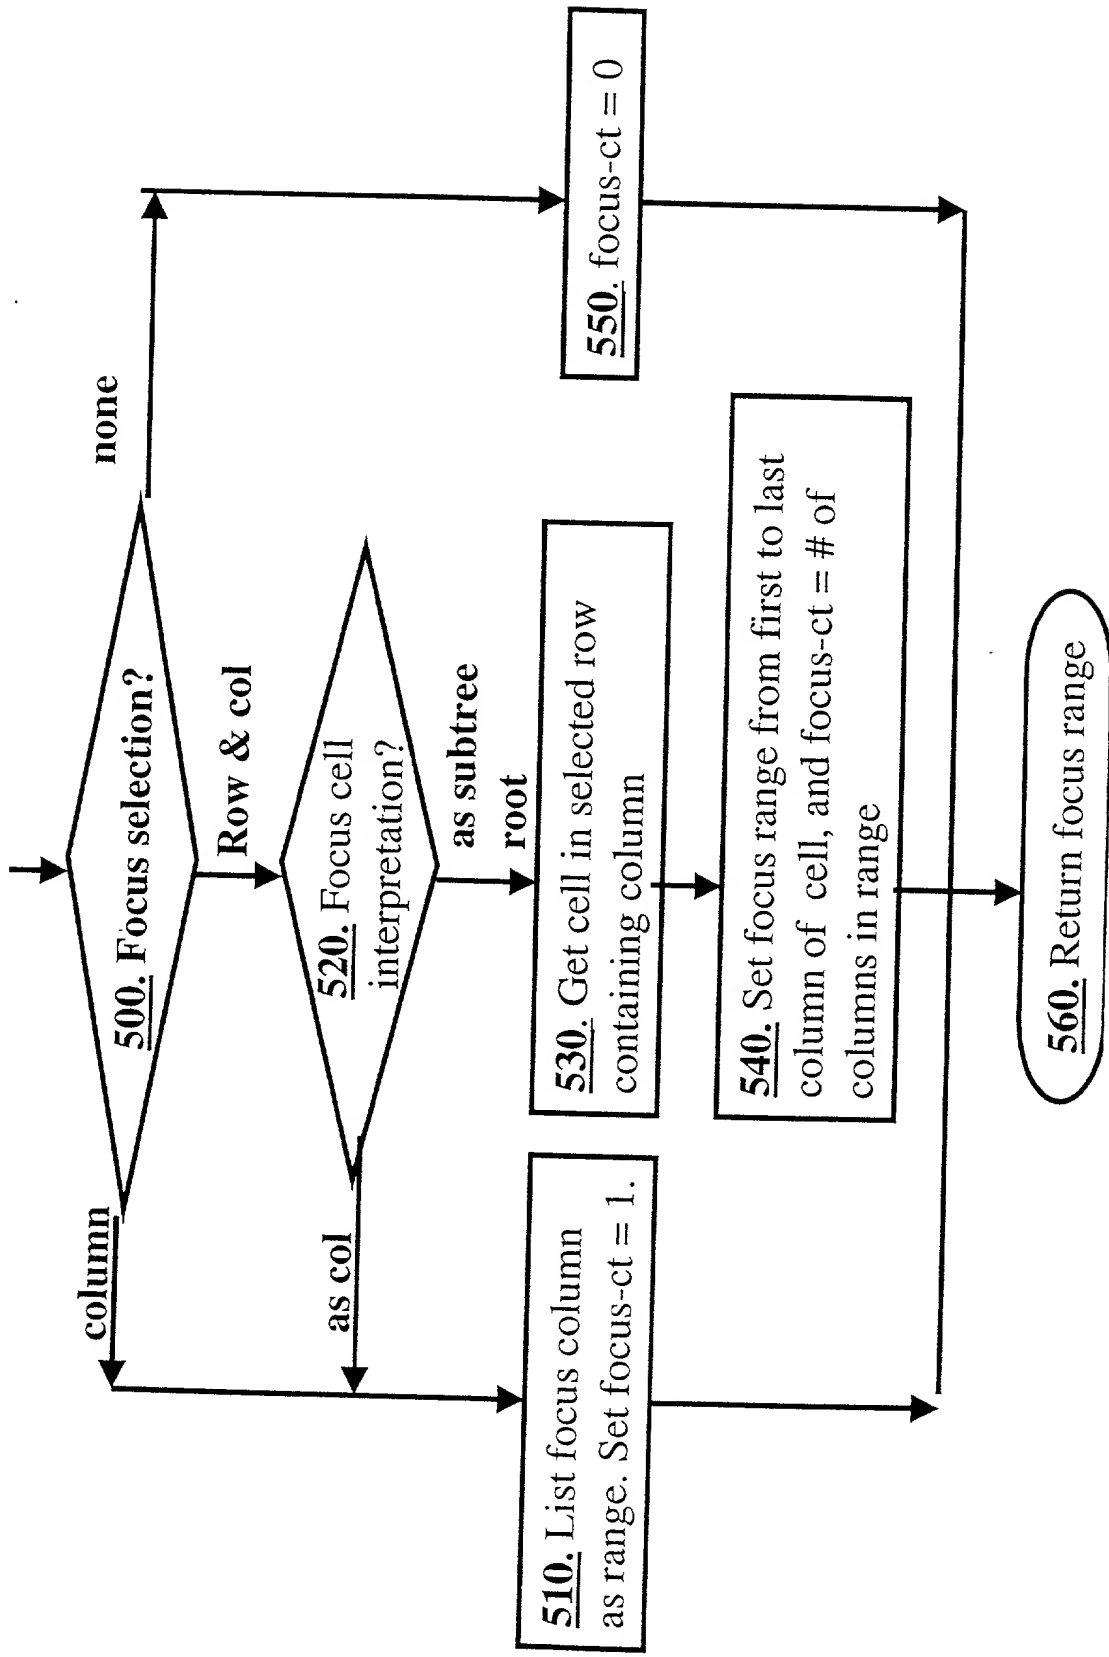 500. Focus selection?
column
none
Row & col
520. Focus cell
interpretation?
as col
as subtree
root
510. List focus column
as range. Set focus-ct = 1.
530. Get cell in selected row
containing column
550. focus-ct = 0
540. Set focus range from first to last
column of cell, and focus-ct = # of
columns in range
560. Return focus range